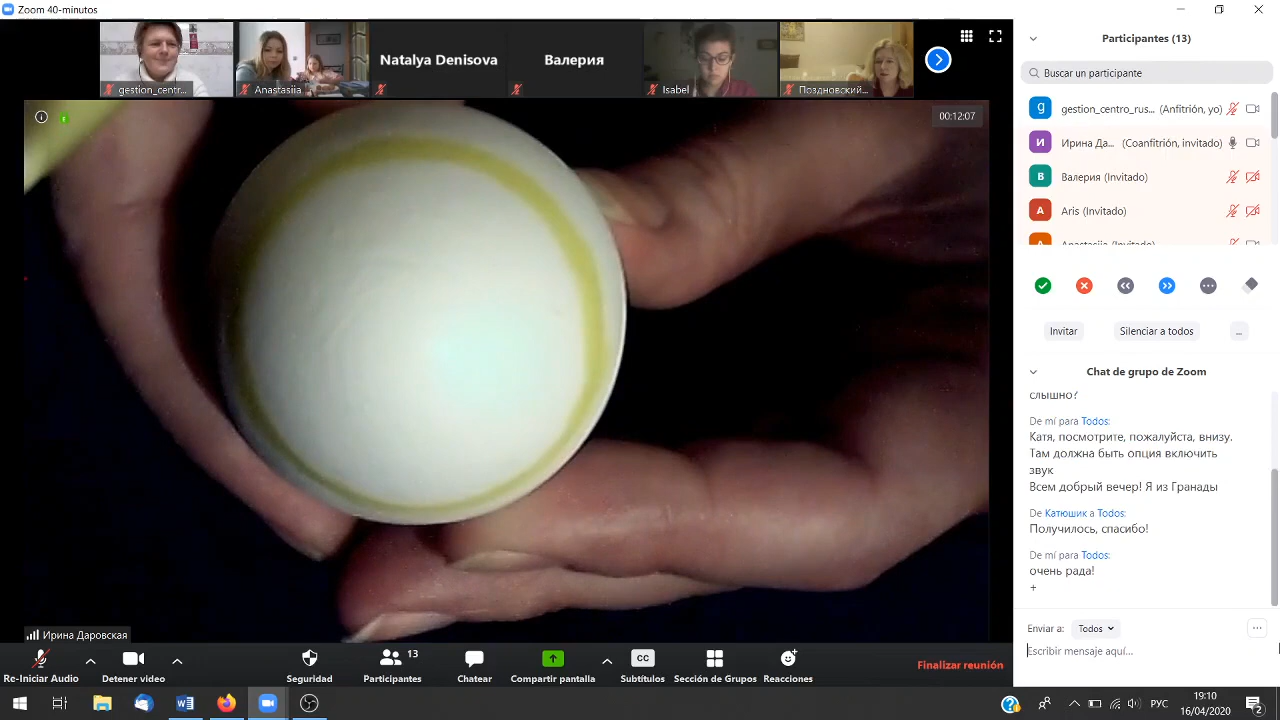 Zoom 40-minutos
gestion_centr...
Anastasiia
Natalya Denisova
Валерия
Isabel
Поздновский...
00:12:07
Ирина Даровская
Participantes (13)
Buscar un participante
g gestion_centro_rus... (Anfitrión, yo)
И Ирина Да... (Coanfitrión, invitado)
В Валерия (Invitado)
A Aris (Invitado)
A Anastasiia (Invitado)
Invitar
Silenciar a todos
...
Chat de grupo de Zoom
слышно?
De mí para Todos:
Катя, посмотрите, пожалуйста, внизу.
Там должна быть опция включить
звук
Всем добрый вечер! Я из Гранады
De Катюшик a Todos:
Получилось, спасибо!
De mí para Todos:
очень рада!
+
Enviar a: Todos
Escribir mensaje aquí...
Re-Iniciar Audio
Detener video
Seguridad
Participantes
13
Chatear
Compartir pantalla
CC
Subtítulos
Sección de Grupos
Reacciones
Finalizar reunión
РУС
19:10
16/04/2020
2